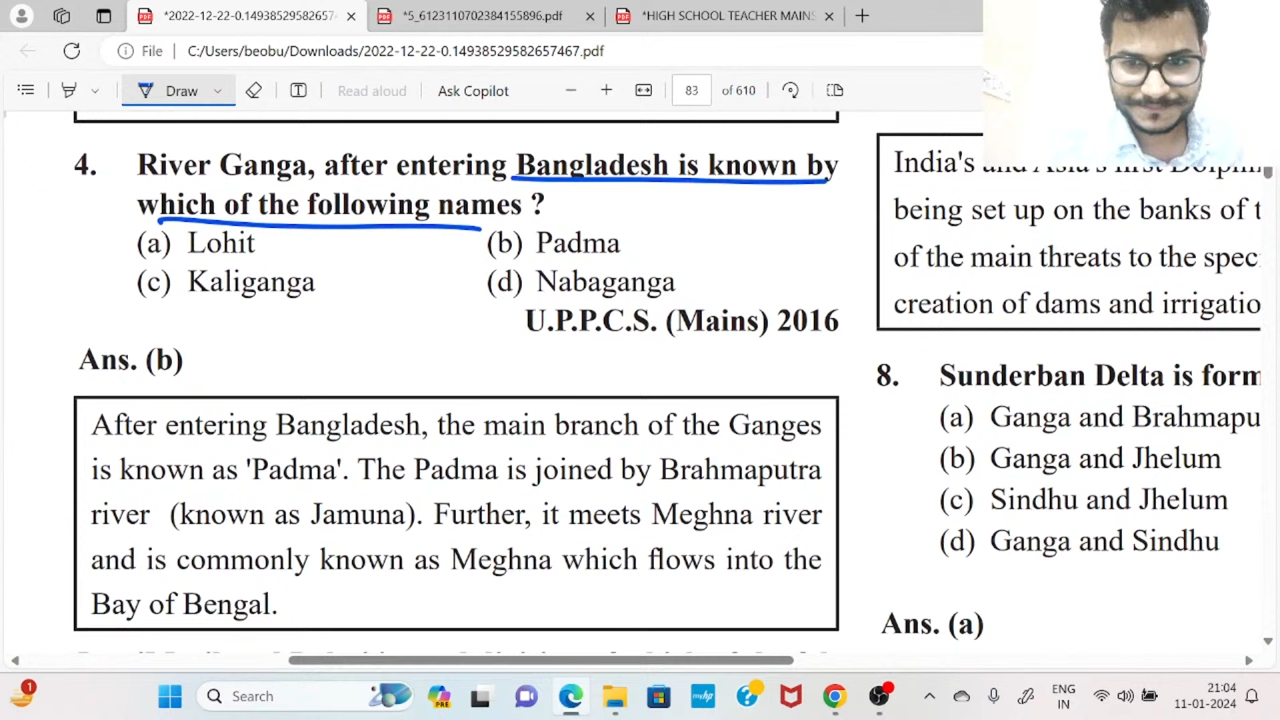 *2022-12-22-0.14938529582657
*5_6123110702384155896.pdf
*HIGH SCHOOL TEACHER MAINS
File
C:/Users/beobu/Downloads/2022-12-22-0.14938529582657467.pdf
Draw
Read aloud
Ask Copilot
83
of 610
4. River Ganga, after entering Bangladesh is known by
which of the following names ?
(a) Lohit (b) Padma
(c) Kaliganga (d) Nabaganga
U.P.P.C.S. (Mains) 2016
Ans. (b)
After entering Bangladesh, the main branch of the Ganges
is known as 'Padma'. The Padma is joined by Brahmaputra
river (known as Jamuna). Further, it meets Meghna river
and is commonly known as Meghna which flows into the
Bay of Bengal.
India's and Asia's first Dolphin
being set up on the banks of t
of the main threats to the spec
creation of dams and irrigatio
8. Sunderban Delta is form
(a) Ganga and Brahmapu
(b) Ganga and Jhelum
(c) Sindhu and Jhelum
(d) Ganga and Sindhu
Ans. (a)
1
Search
PRE
ENG
IN
21:04
11-01-2024